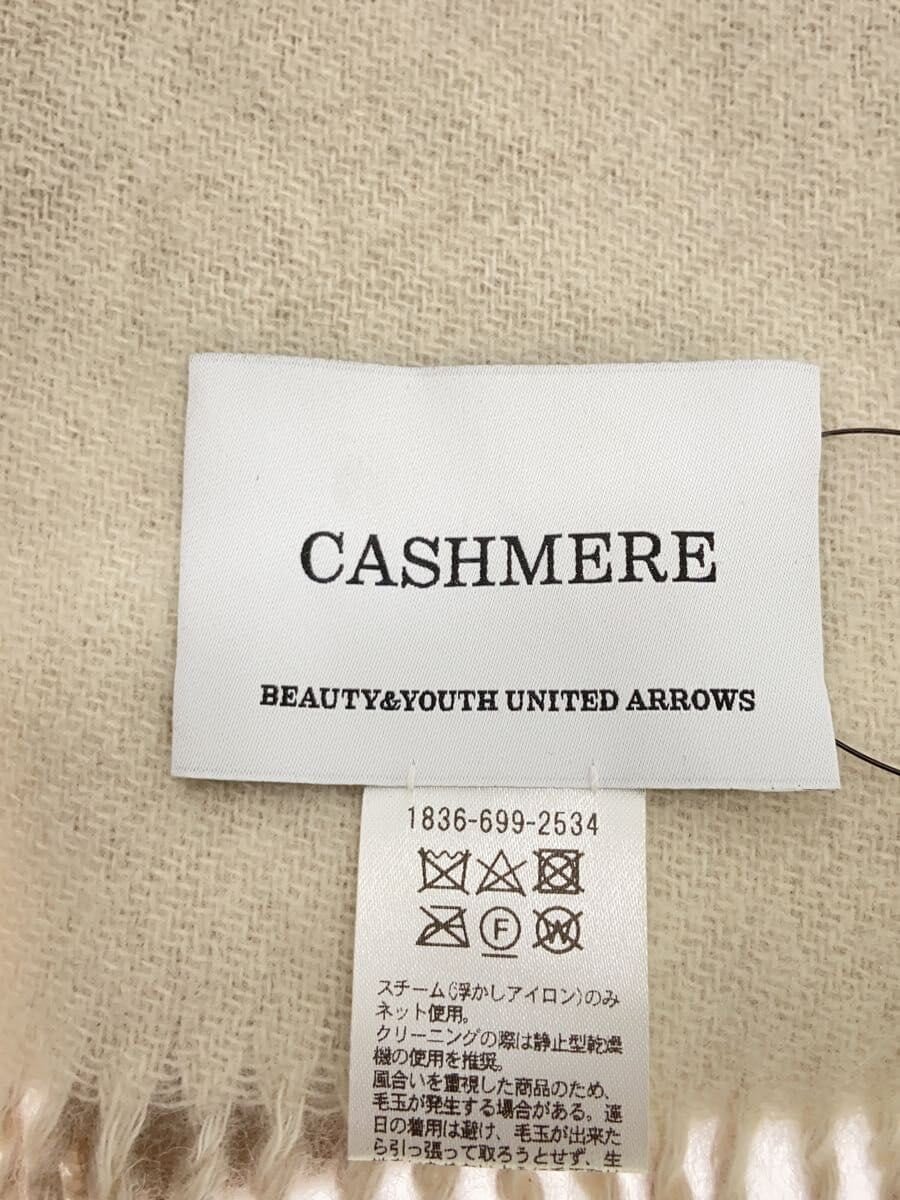 CASHMERE
BEAUTY&YOUTH UNITED ARROWS
1836-699-2534
F
W
スチーム(浮かしアイロン)のみ
ネット使用。
クリーニングの際は静止型乾燥
機の使用を推奨。
風合いを重視した商品のため、
毛玉が発生する場合がある。連
日の着用は避け、毛玉が出来た
ら引っ張って取ろうとせず、生